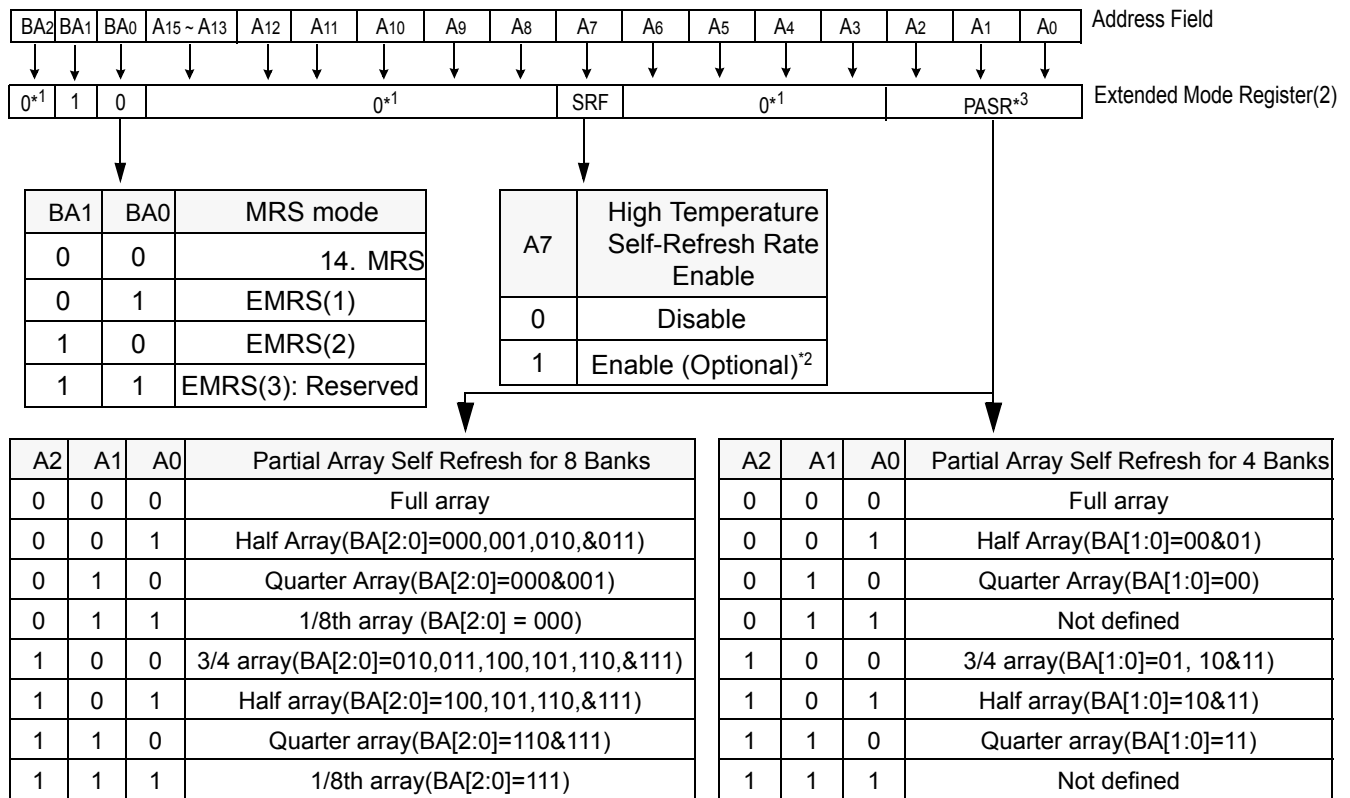 BA2 BA1 BA0 A15 ~ A13 A12 A11 A10 A9 A8 A7 A6 A5 A4 A3 A2 A1 A0 Address Field
0*1 1 0 0*1 SRF 0*1 PASR*3 Extended Mode Register(2)
BA1 BA0 MRS mode
0 0 14. MRS
0 1 EMRS(1)
1 0 EMRS(2)
1 1 EMRS(3): Reserved
A7 High Temperature
Self-Refresh Rate
Enable
0 Disable
1 Enable (Optional)*2
A2 A1 A0 Partial Array Self Refresh for 8 Banks
0 0 0 Full array
0 0 1 Half Array(BA[2:0]=000,001,010,&011)
0 1 0 Quarter Array(BA[2:0]=000&001)
0 1 1 1/8th array (BA[2:0] = 000)
1 0 0 3/4 array(BA[2:0]=010,011,100,101,110,&111)
1 0 1 Half array(BA[2:0]=100,101,110,&111)
1 1 0 Quarter array(BA[2:0]=110&111)
1 1 1 1/8th array(BA[2:0]=111)
A2 A1 A0 Partial Array Self Refresh for 4 Banks
0 0 0 Full array
0 0 1 Half Array(BA[1:0]=00&01)
0 1 0 Quarter Array(BA[1:0]=00)
0 1 1 Not defined
1 0 0 3/4 array(BA[1:0]=01, 10&11)
1 0 1 Half array(BA[1:0]=10&11)
1 1 0 Quarter array(BA[1:0]=11)
1 1 1 Not defined